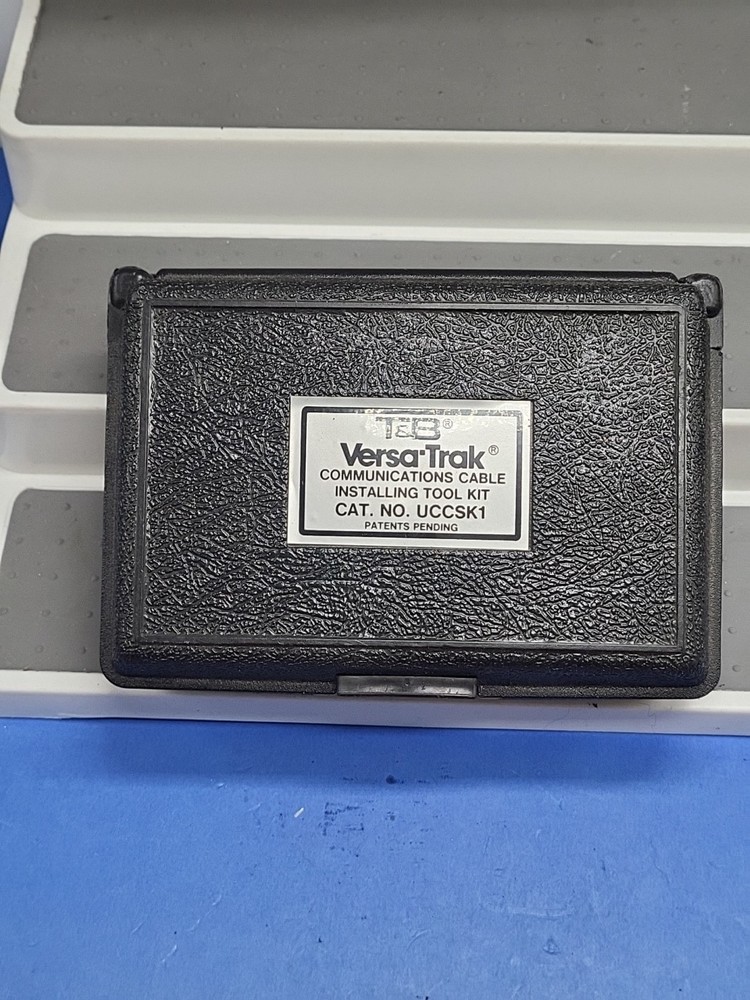 T&B®
Versa·Trak®
COMMUNICATIONS CABLE
INSTALLING TOOL KIT
CAT. NO. UCCSK1
PATENTS PENDING